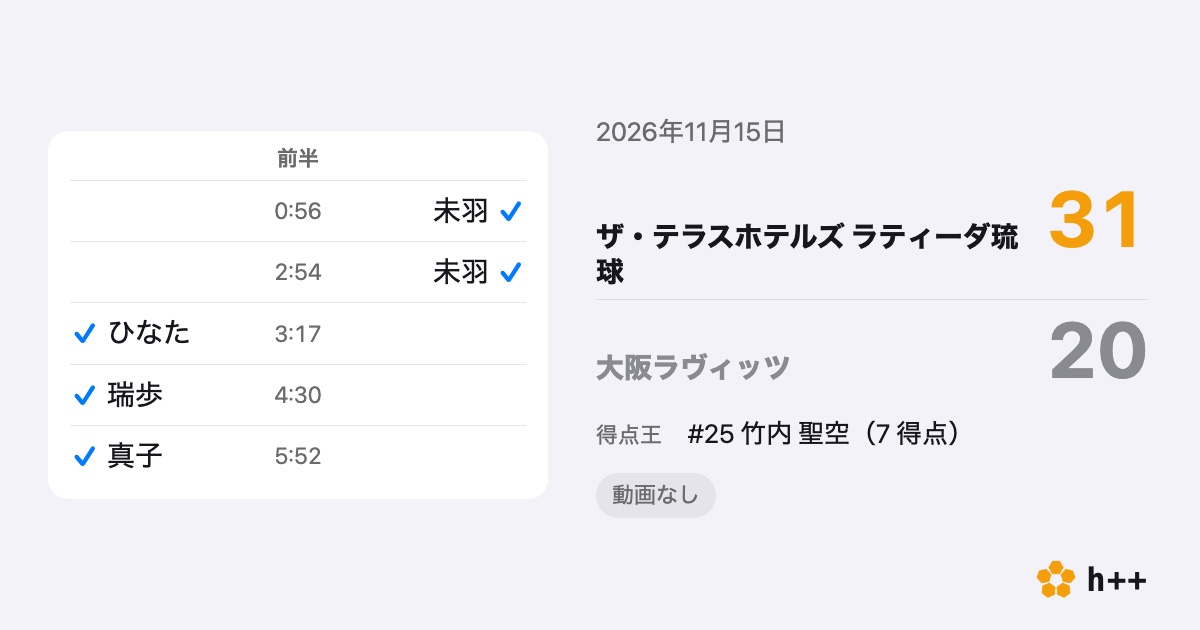 前半
0:56 未羽
2:54 未羽
ひなた 3:17
瑞歩 4:30
真子 5:52
2026年11月15日
ザ・テラスホテルズ ラティーダ琉
球
31
大阪ラヴィッツ
20
得点王 #25 竹内 聖空（7 得点）
動画なし
h++